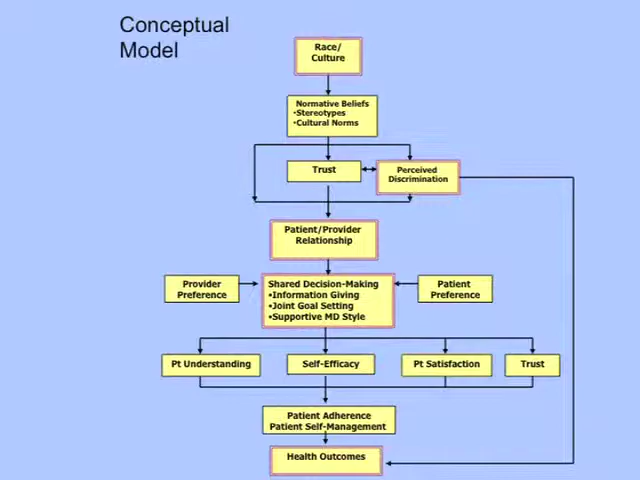 Conceptual
Model
Race/
Culture
Normative Beliefs
•Stereotypes
•Cultural Norms
Trust
Perceived
Discrimination
Patient/Provider
Relationship
Provider
Preference
Shared Decision-Making
•Information Giving
•Joint Goal Setting
•Supportive MD Style
Patient
Preference
Pt Understanding
Self-Efficacy
Pt Satisfaction
Trust
Patient Adherence
Patient Self-Management
Health Outcomes